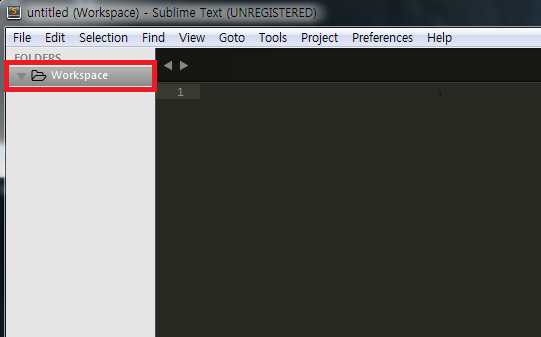 untitled (Workspace) - Sublime Text (UNREGISTERED)
File Edit Selection Find View Goto Tools Project Preferences Help
FOLDERS
Workspace
1